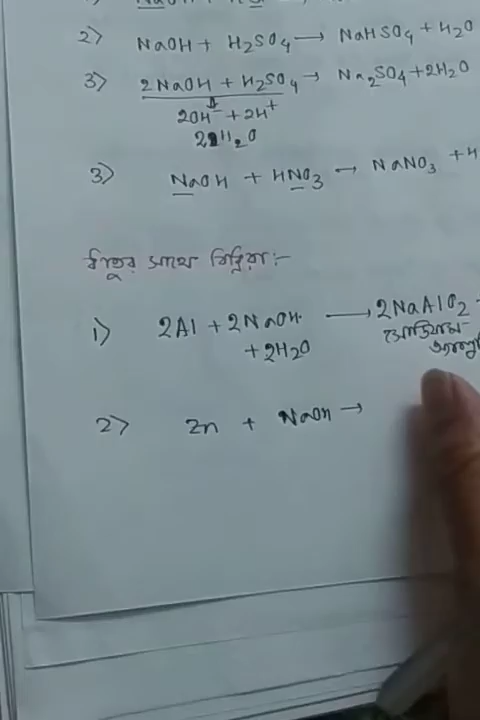 2) NaOH + H₂SO₄ → NaHSO₄ + H₂O
3) 2NaOH + H₂SO₄ → Na₂SO₄ + 2H₂O
2OH⁻ + 2H⁺
2H₂O
3) NaOH + HNO₃ → NaNO₃ + H
ধাতুর সাথে বিক্রিয়া :-
1) 2Al + 2NaOH → 2NaAlO₂
+ 2H₂O সোডিয়াম
2) Zn + NaOH →